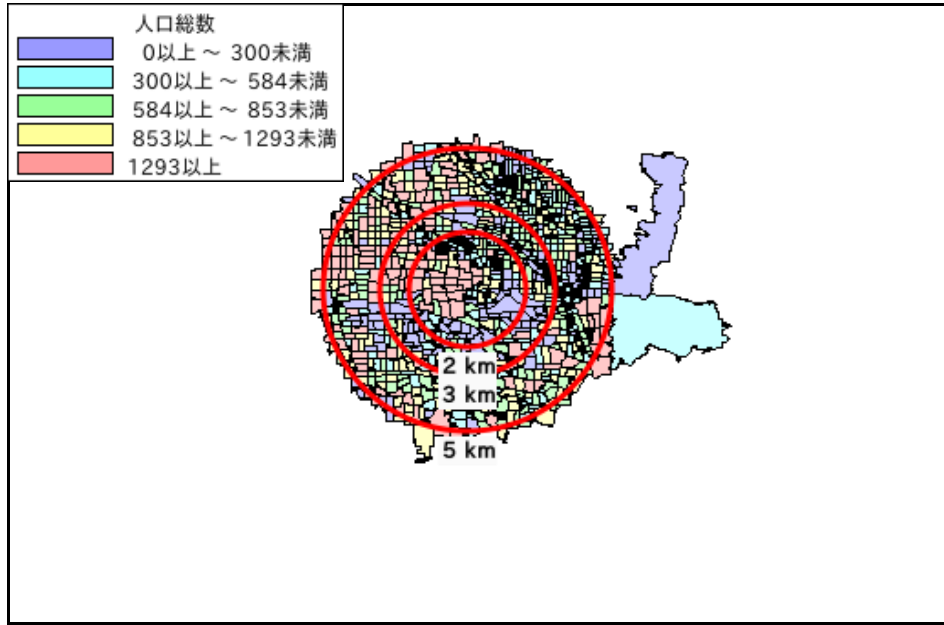 人口総数
0以上 ～ 300未満
300以上 ～ 584未満
584以上 ～ 853未満
853以上 ～ 1293未満
1293以上
2 km
3 km
5 km